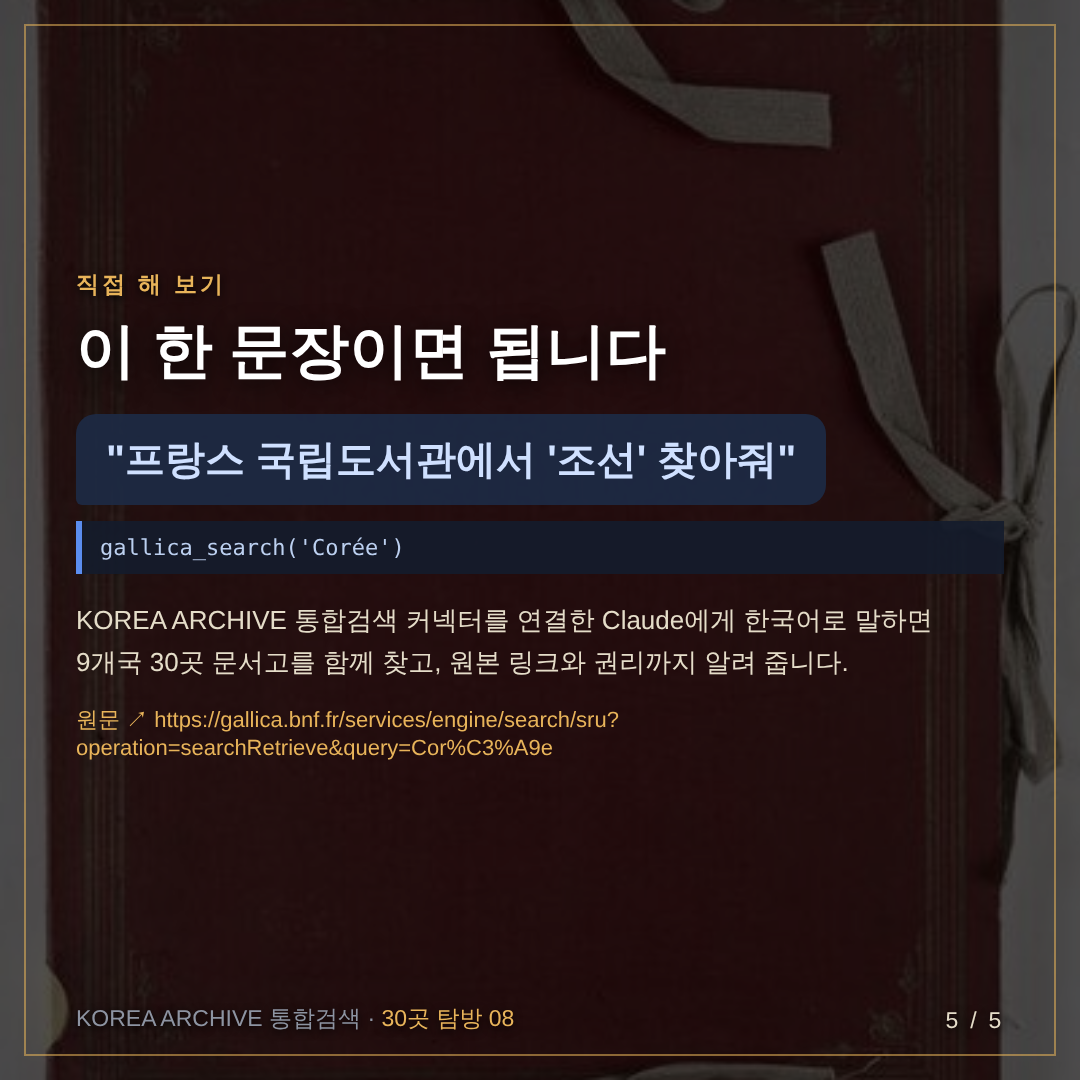 직접 해 보기
이 한 문장이면 됩니다
"프랑스 국립도서관에서 '조선' 찾아줘"
gallica_search('Corée')
KOREA ARCHIVE 통합검색 커넥터를 연결한 Claude에게 한국어로 말하면
9개국 30곳 문서고를 함께 찾고, 원본 링크와 권리까지 알려 줍니다.
원문 ↗ https://gallica.bnf.fr/services/engine/search/sru?
operation=searchRetrieve&query=Cor%C3%A9e
KOREA ARCHIVE 통합검색 · 30곳 탐방 08
5 / 5